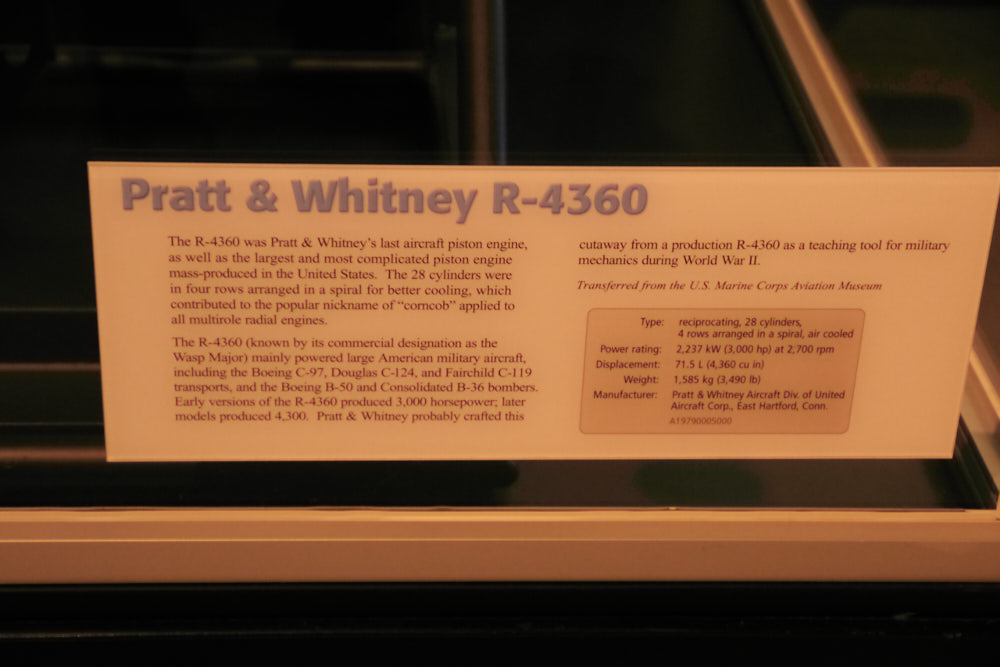 Pratt & Whitney R-4360
The R-4360 was Pratt & Whitney's last aircraft piston engine,
as well as the largest and most complicated piston engine
mass-produced in the United States. The 28 cylinders were
in four rows arranged in a spiral for better cooling, which
contributed to the popular nickname of "corncob" applied to
all multirole radial engines.
The R-4360 (known by its commercial designation as the
Wasp Major) mainly powered large American military aircraft,
including the Boeing C-97, Douglas C-124, and Fairchild C-119
transports, and the Boeing B-50 and Consolidated B-36 bombers.
Early versions of the R-4360 produced 3,000 horsepower; later
models produced 4,300. Pratt & Whitney probably crafted this
cutaway from a production R-4360 as a teaching tool for military
mechanics during World War II.
Transferred from the U.S. Marine Corps Aviation Museum
Type: reciprocating, 28 cylinders,
4 rows arranged in a spiral, air cooled
Power rating: 2,237 kW (3,000 hp) at 2,700 rpm
Displacement: 71.5 L (4,360 cu in)
Weight: 1,585 kg (3,490 lb)
Manufacturer: Pratt & Whitney Aircraft Div. of United
Aircraft Corp., East Hartford, Conn.
A19790005000